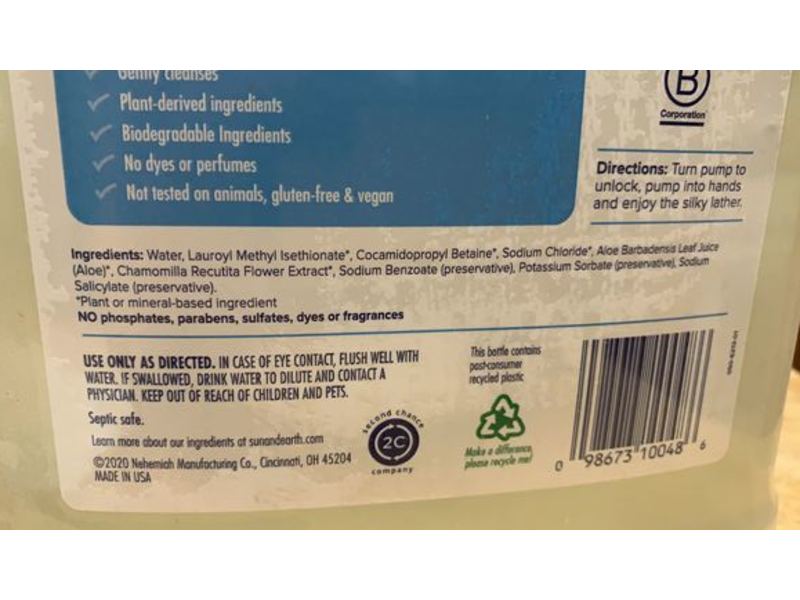 Gently cleanses
Plant-derived ingredients
Biodegradable Ingredients
No dyes or perfumes
Not tested on animals, gluten-free & vegan
B
Corporation
Directions: Turn pump to
unlock, pump into hands
and enjoy the silky lather.
Ingredients: Water, Lauroyl Methyl Isethionate*, Cocamidopropyl Betaine*, Sodium Chloride*, Aloe Barbadensis Leaf Juice
(Aloe)*, Chamomilla Recutita Flower Extract*, Sodium Benzoate (preservative), Potassium Sorbate (preservative), Sodium
Salicylate (preservative).
*Plant or mineral-based ingredient
NO phosphates, parabens, sulfates, dyes or fragrances
USE ONLY AS DIRECTED. IN CASE OF EYE CONTACT, FLUSH WELL WITH
WATER. IF SWALLOWED, DRINK WATER TO DILUTE AND CONTACT A
PHYSICIAN. KEEP OUT OF REACH OF CHILDREN AND PETS.
Septic safe.
Learn more about our ingredients at sunandearth.com
©2020 Nehemiah Manufacturing Co., Cincinnati, OH 45204
MADE IN USA
second chance
2C
company
This bottle contains
post-consumer
recycled plastic
Make a difference,
please recycle me!
0 98673 10048 6